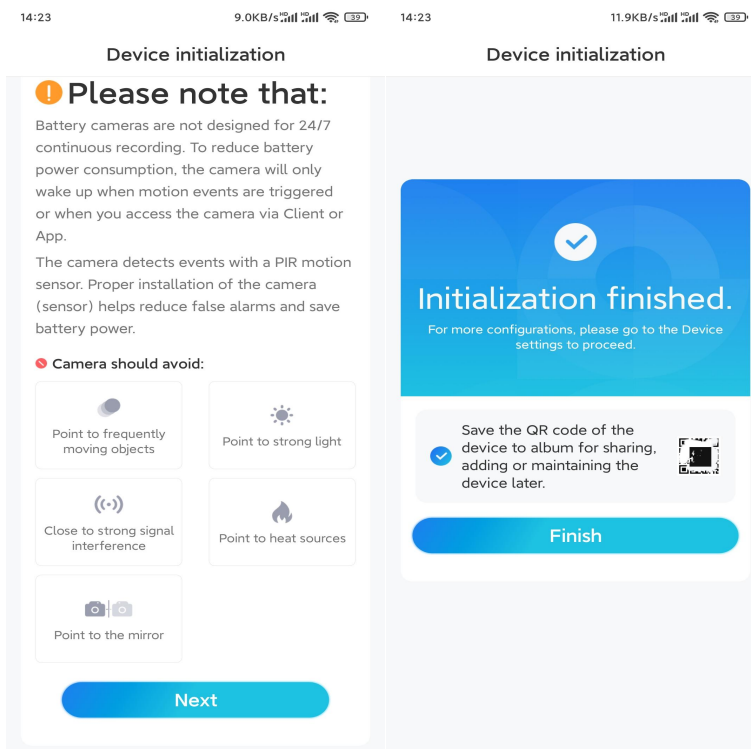 14:23
9.0KB/s HD HD 39
Device initialization
Please note that:
Battery cameras are not designed for 24/7
continuous recording. To reduce battery
power consumption, the camera will only
wake up when motion events are triggered
or when you access the camera via Client or
App.
The camera detects events with a PIR motion
sensor. Proper installation of the camera
(sensor) helps reduce false alarms and save
battery power.
Camera should avoid:
Point to frequently
moving objects
Point to strong light
Close to strong signal
interference
Point to heat sources
Point to the mirror
Next
14:23
11.9KB/s HD HD 39
Device initialization
Initialization finished.
For more configurations, please go to the Device
settings to proceed.
Save the QR code of the
device to album for sharing,
adding or maintaining the
device later.
Finish